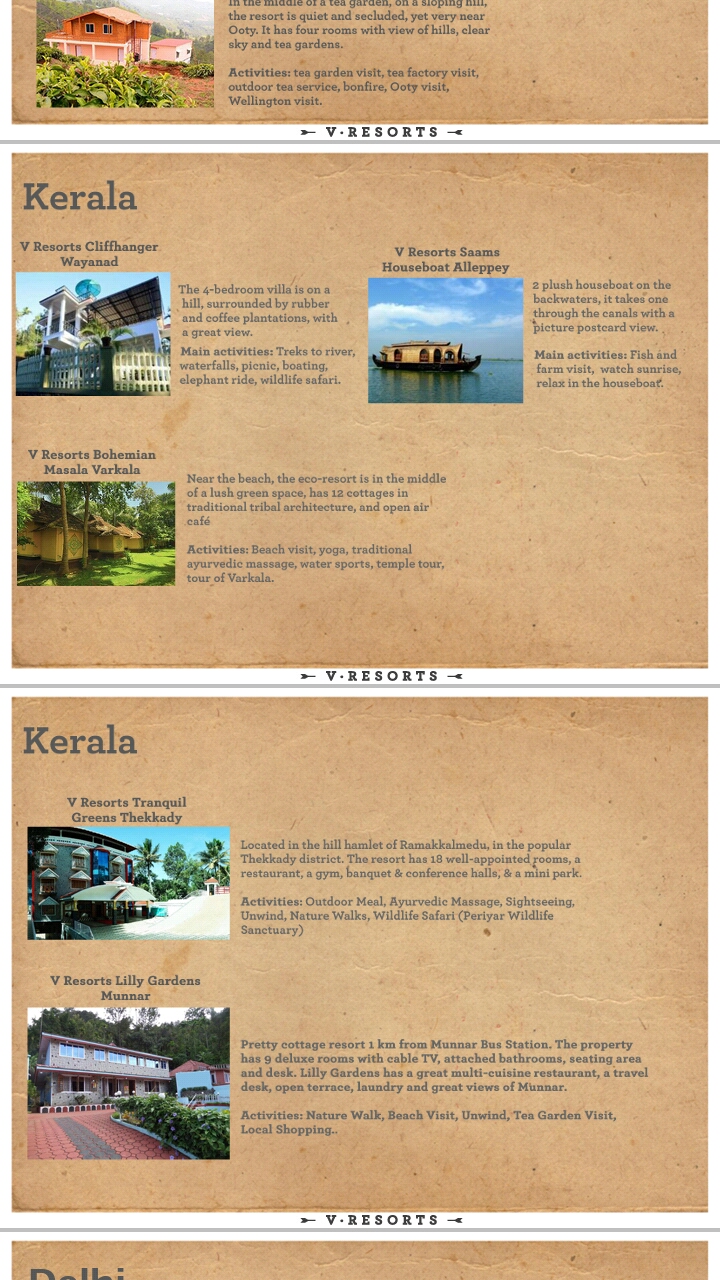 In the middle of a tea garden, on a sloping hill,
the resort is quiet and secluded, yet very near
Ooty. It has four rooms with view of hills, clear
sky and tea gardens.
Activities: tea garden visit, tea factory visit,
outdoor tea service, bonfire, Ooty visit,
Wellington visit.
V·RESORTS
Kerala
V Resorts Cliffhanger
Wayanad
The 4-bedroom villa is on a
hill, surrounded by rubber
and coffee plantations, with
a great view.
Main activities: Treks to river,
waterfalls, picnic, boating,
elephant ride, wildlife safari.
V Resorts Saams
Houseboat Alleppey
2 plush houseboat on the
backwaters, it takes one
through the canals with a
picture postcard view.
Main activities: Fish and
farm visit, watch sunrise,
relax in the houseboat.
V Resorts Bohemian
Masala Varkala
Near the beach, the eco-resort is in the middle
of a lush green space, has 12 cottages in
traditional tribal architecture, and open air
café
Activities: Beach visit, yoga, traditional
ayurvedic massage, water sports, temple tour,
tour of Varkala.
V·RESORTS
Kerala
V Resorts Tranquil
Greens Thekkady
Located in the hill hamlet of Ramakkalmedu, in the popular
Thekkady district. The resort has 18 well-appointed rooms, a
restaurant, a gym, banquet & conference halls, & a mini park.
Activities: Outdoor Meal, Ayurvedic Massage, Sightseeing,
Unwind, Nature Walks, Wildlife Safari (Periyar Wildlife
Sanctuary)
V Resorts Lilly Gardens
Munnar
Pretty cottage resort 1 km from Munnar Bus Station. The property
has 9 deluxe rooms with cable TV, attached bathrooms, seating area
and desk. Lilly Gardens has a great multi-cuisine restaurant, a travel
desk, open terrace, laundry and great views of Munnar.
Activities: Nature Walk, Beach Visit, Unwind, Tea Garden Visit,
Local Shopping..
V·RESORTS
Delhi